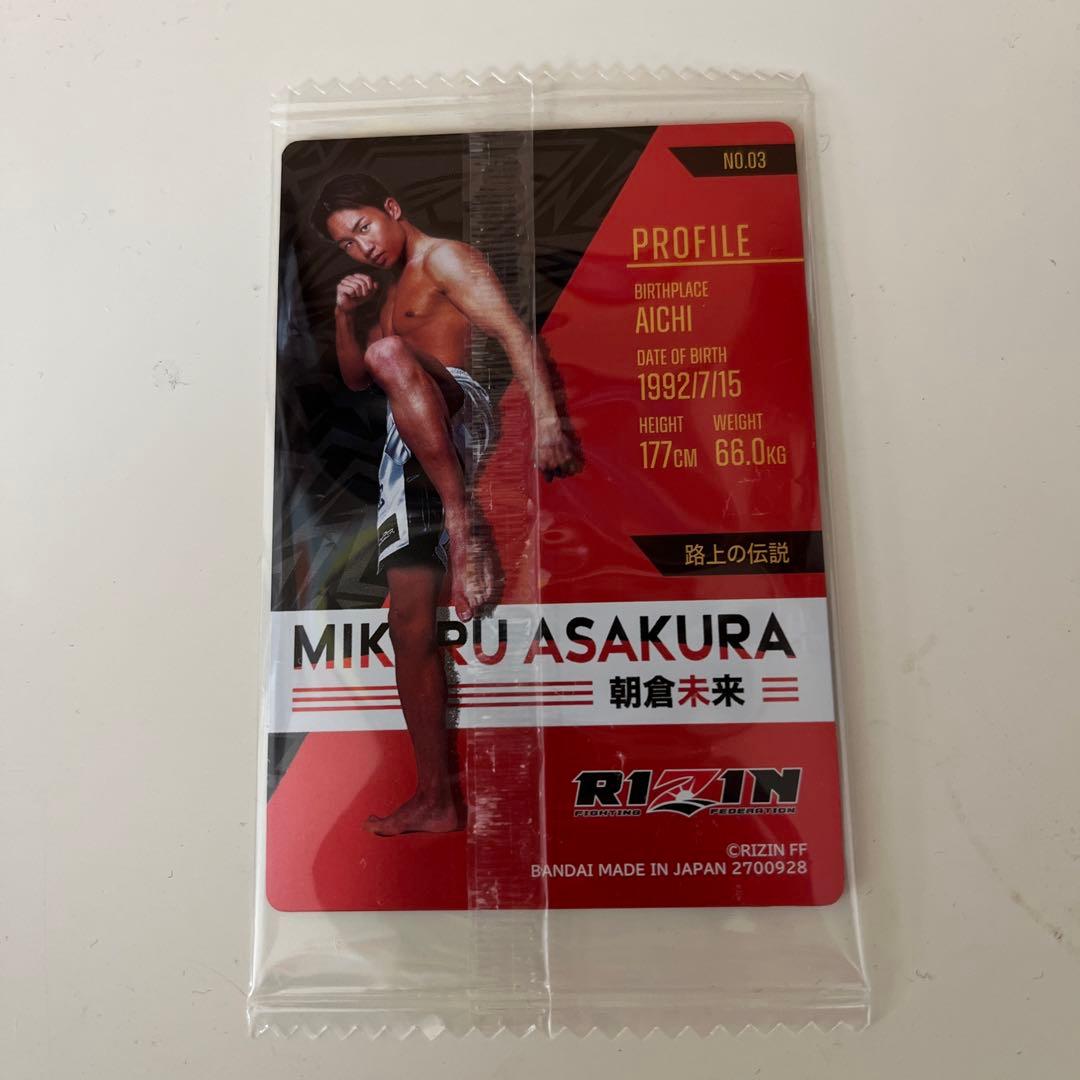 NO.03
PROFILE
BIRTHPLACE
AICHI
DATE OF BIRTH
1992/7/15
HEIGHT WEIGHT
177CM 66.0KG
路上の伝説
MIKURU ASAKURA
朝倉未来
RIZIN
FIGHTING FEDERATION
©RIZIN FF
BANDAI MADE IN JAPAN 2700928